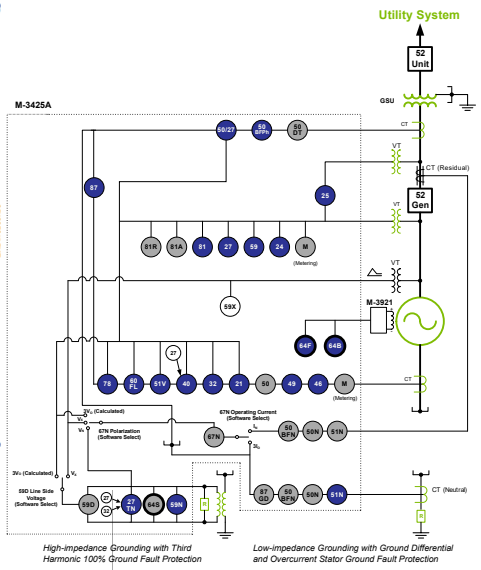 Utility System
52
Unit
M-3425A
GSU
50/27
50
BFPh
50
DT
CT
VT
CT (Residual)
87
25
52
Gen
VT
81R
81A
81
27
59
24
M
(Metering)
VT
59X
M-3921
64F
64B
27
78
60
FL
51V
40
32
21
50
49
46
M
CT
(Metering)
3V₀ (Calculated)
67N Operating Current
(Software Select)
67N Polarization
(Software Select)
67N
3I₀
50
BFN
50N
51N
3V₀ (Calculated)
59D Line Side
Voltage
(Software Select)
59D
27
32
27
TN
64S
59N
R
87
GD
50
BFN
50N
51N
CT (Neutral)
R
High-impedance Grounding with Third
Harmonic 100% Ground Fault Protection
Low-impedance Grounding with Ground Differential
and Overcurrent Stator Ground Fault Protection